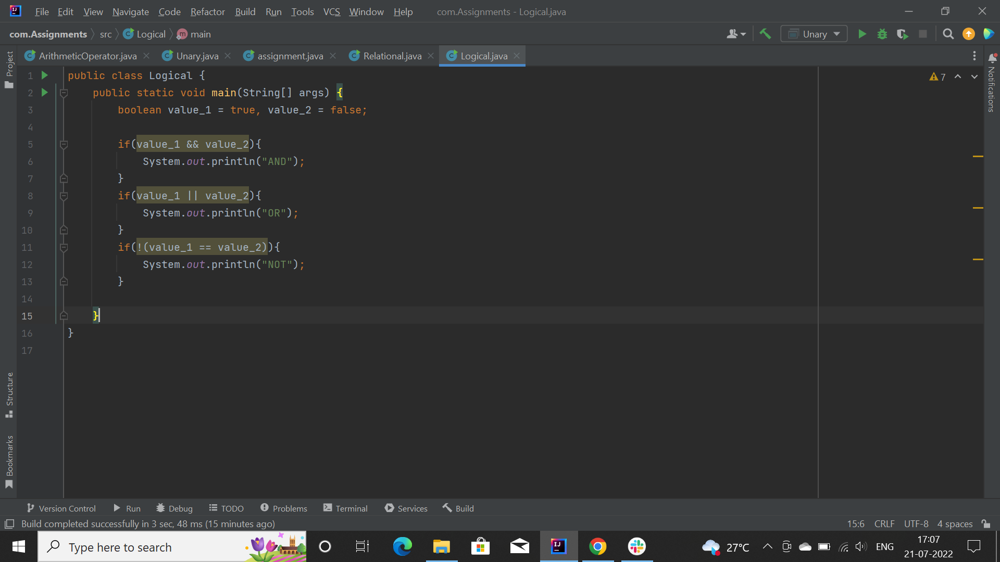 File Edit View Navigate Code Refactor Build Run Tools VCS Window Help com.Assignments - Logical.java
com.Assignments src Logical main Unary
ArithmeticOperator.java Unary.java assignment.java Relational.java Logical.java
Project
Notifications
7
1 public class Logical {
2 public static void main(String[] args) {
3 boolean value_1 = true, value_2 = false;
4
5 if(value_1 && value_2){
6 System.out.println("AND");
7 }
8 if(value_1 || value_2){
9 System.out.println("OR");
10 }
11 if(!(value_1 == value_2)){
12 System.out.println("NOT");
13 }
14
15 }
16 }
17
Structure
Bookmarks
Version Control Run Debug TODO Problems Terminal Services Build
Build completed successfully in 3 sec, 48 ms (15 minutes ago) 15:6 CRLF UTF-8 4 spaces
Type here to search 27°C ENG 17:07
21-07-2022